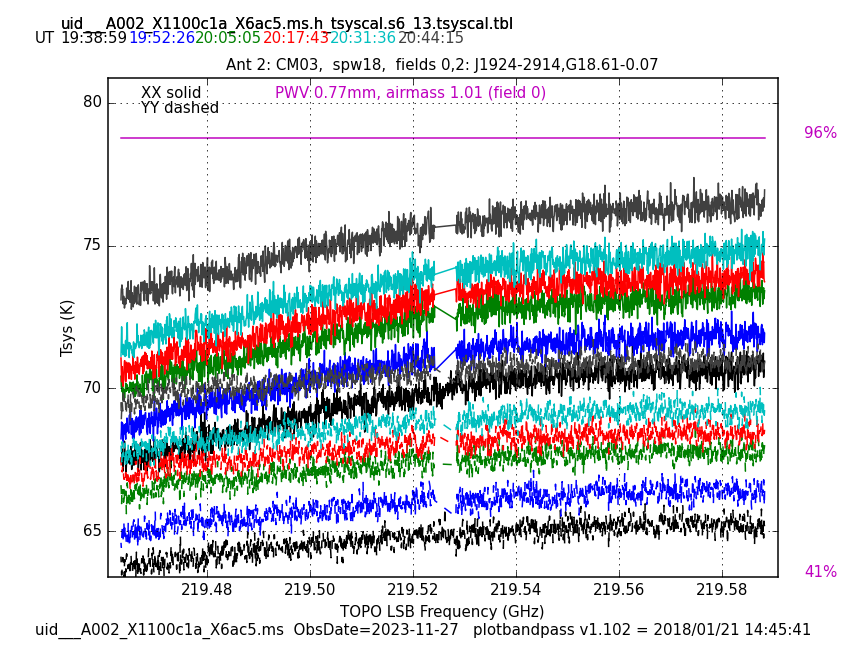 uid___A002_X1100c1a_X6ac5.ms.h_tsyscal.s6_13.tsyscal.tbl
UT 19:38:59 19:52:26 20:05:05 20:17:43 20:31:36 20:44:15
Ant 2: CM03,  spw18,  fields 0,2: J1924-2914,G18.61-0.07
XX solid
YY dashed
PWV 0.77mm, airmass 1.01 (field 0)
96%
41%
80
75
70
65
Tsys (K)
219.48 219.50 219.52 219.54 219.56 219.58
TOPO LSB Frequency (GHz)
uid___A002_X1100c1a_X6ac5.ms  ObsDate=2023-11-27   plotbandpass v1.102 = 2018/01/21 14:45:41